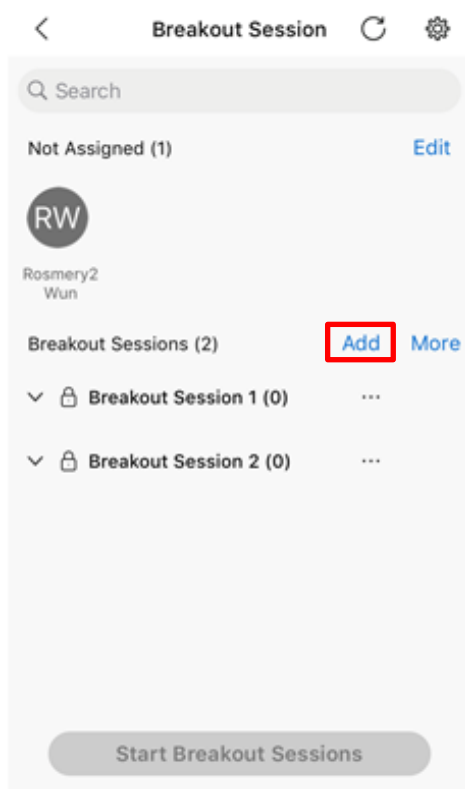 Breakout Session
Search
Not Assigned (1) Edit
RW
Rosmery2
Wun
Breakout Sessions (2) Add More
Breakout Session 1 (0) ...
Breakout Session 2 (0) ...
Start Breakout Sessions